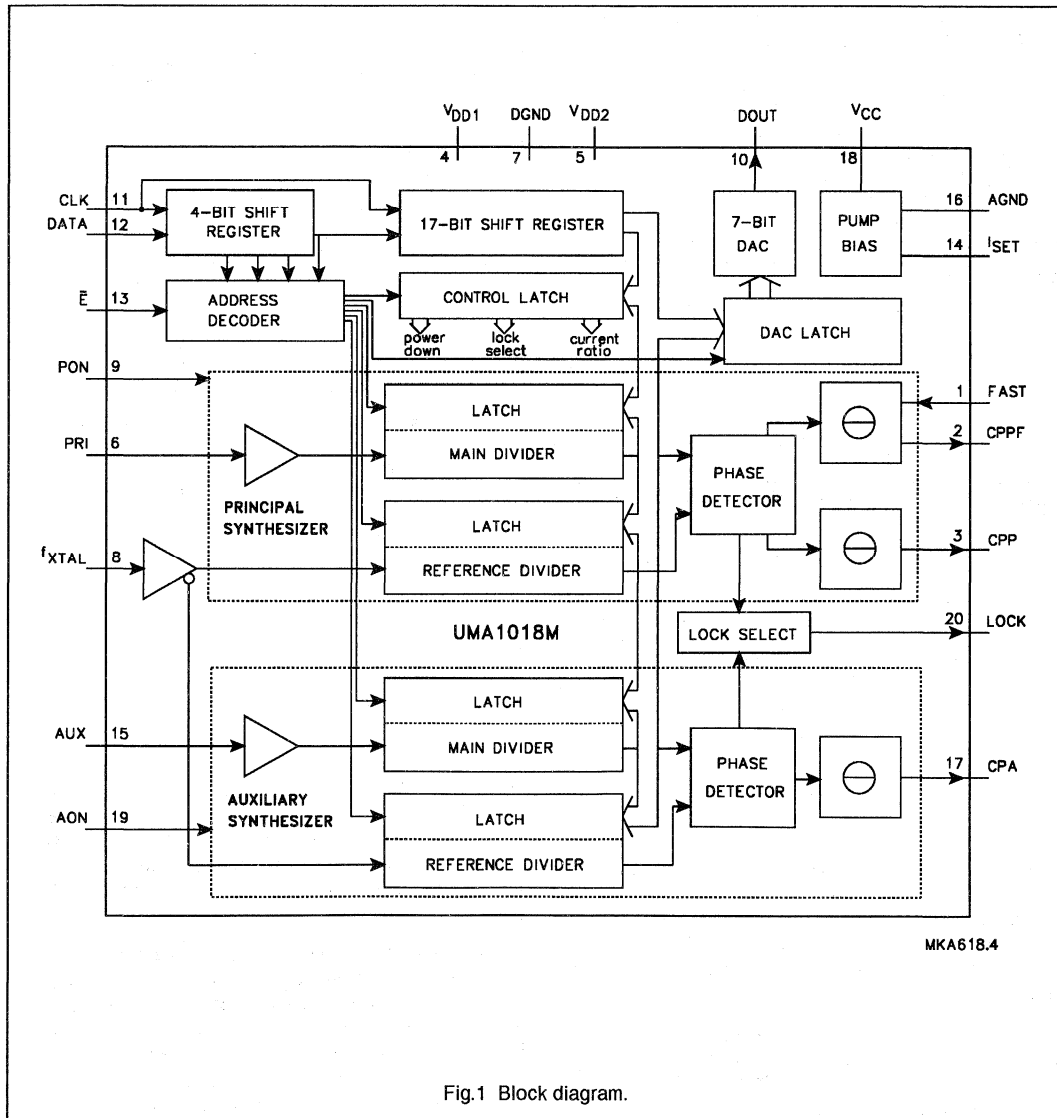 VDD1 DGND VDD2 DOUT VCC
4 7 5 10 18
CLK 11
DATA 12
4-BIT SHIFT
REGISTER
17-BIT SHIFT REGISTER
7-BIT
DAC
PUMP
BIAS
16 AGND
14 ISET
Ē 13
ADDRESS
DECODER
CONTROL LATCH
power
down
lock
select
current
ratio
DAC LATCH
PON 9
LATCH
MAIN DIVIDER
1 FAST
2 CPPF
PRI 6
PRINCIPAL
SYNTHESIZER
PHASE
DETECTOR
LATCH
REFERENCE DIVIDER
3 CPP
fXTAL 8
UMA1018M
LOCK SELECT
20 LOCK
LATCH
MAIN DIVIDER
AUX 15
AUXILIARY
SYNTHESIZER
PHASE
DETECTOR
17 CPA
AON 19
LATCH
REFERENCE DIVIDER
MKA618.4
Fig.1 Block diagram.